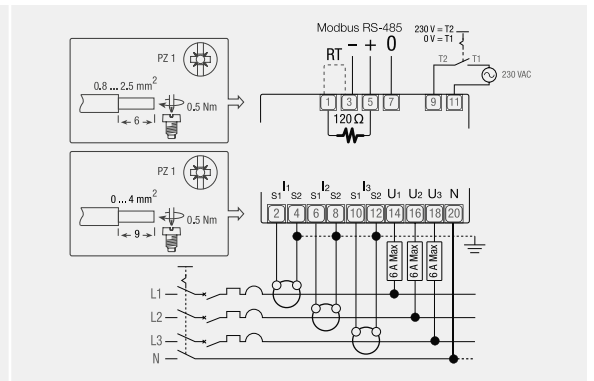 Modbus RS-485
230 V = T2
0 V = T1
PZ 1
RT
− + 0
T2 T1
230 VAC
0.8 ... 2.5 mm²
0.5 Nm
6
1 3 5 7 9 11
120 Ω
PZ 1
0 ... 4 mm²
0.5 Nm
9
I1 I2 I3 U1 U2 U3 N
S1 S2 S1 S2 S1 S2
2 4 6 8 10 12 14 16 18 20
6 A Max
6 A Max
6 A Max
L1
L2
L3
N